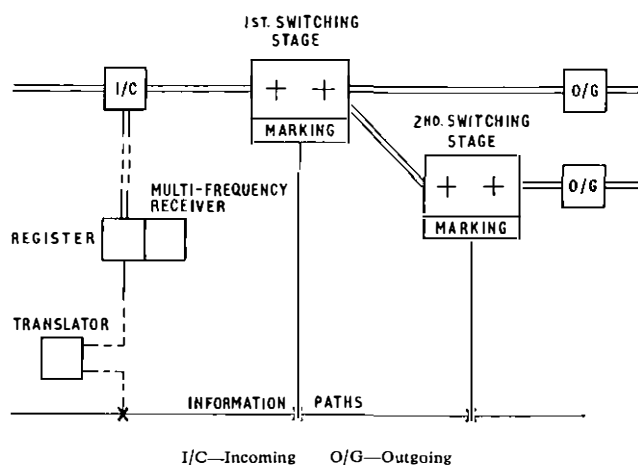 1ST. SWITCHING
STAGE
I/C
MARKING
O/G
2ND. SWITCHING
STAGE
MARKING
O/G
MULTI-FREQUENCY
RECEIVER
REGISTER
TRANSLATOR
INFORMATION PATHS
I/C—Incoming O/G—Outgoing